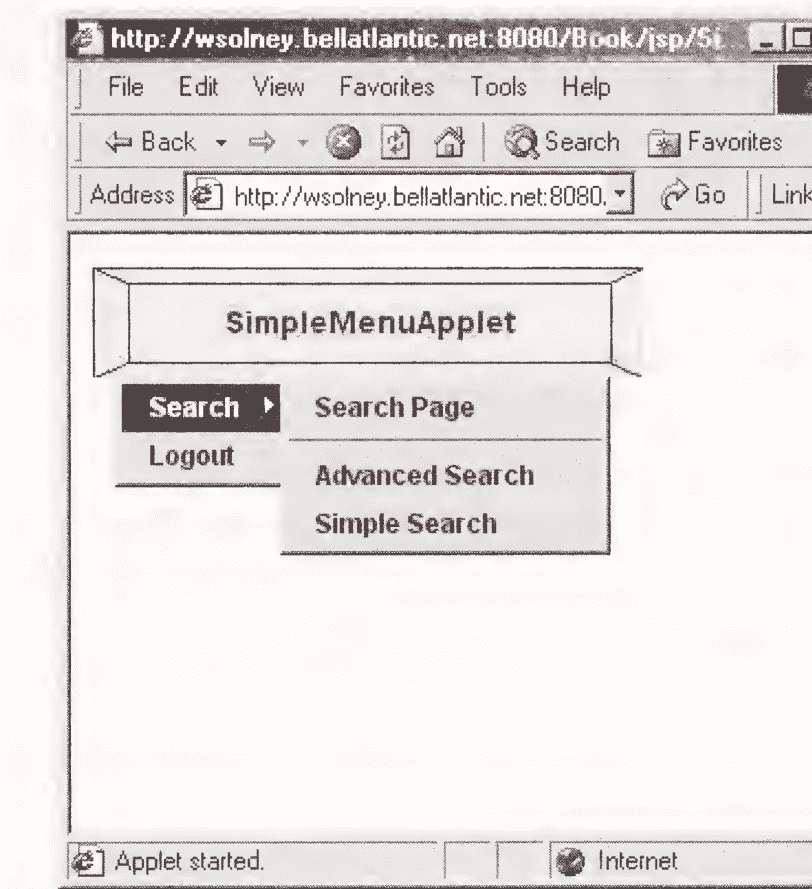 http://wsolney.bellatlantic.net:8080/Book/jsp/Si
File Edit View Favorites Tools Help
Back Search Favorites
Address http://wsolney.bellatlantic.net:8080. Go Link
SimpleMenuApplet
Search Search Page
Logout
Advanced Search
Simple Search
Applet started. Internet